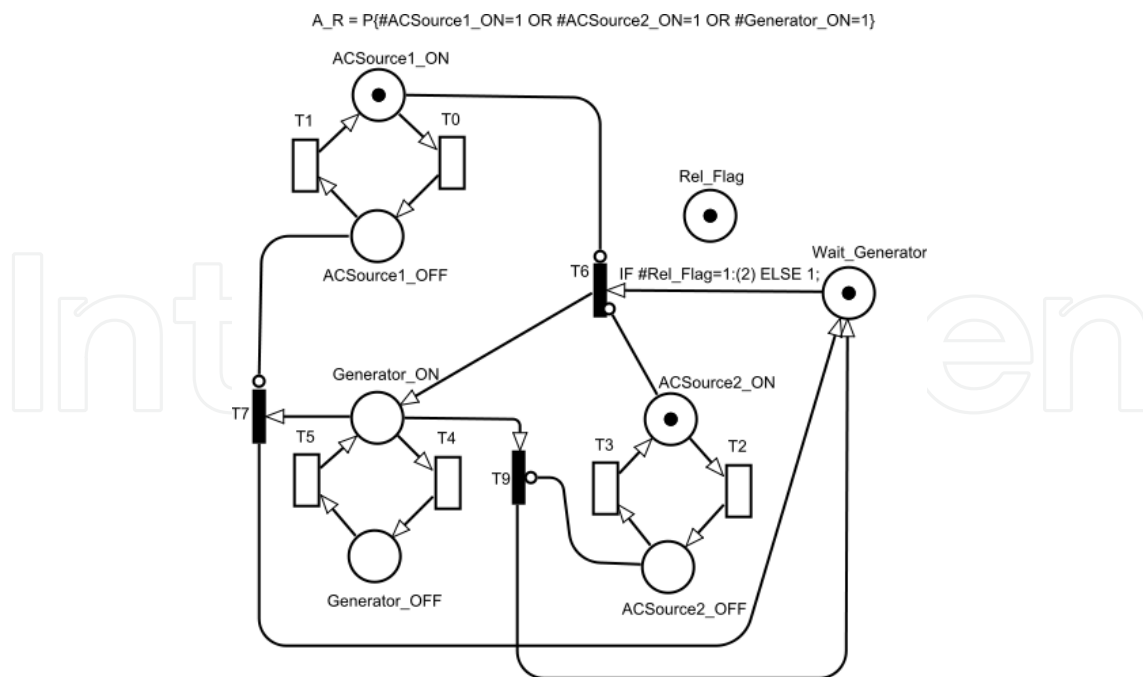 A_R = P{#ACSource1_ON=1 OR #ACSource2_ON=1 OR #Generator_ON=1}
ACSource1_ON
T1
T0
Rel_Flag
ACSource1_OFF
Wait_Generator
T6
IF #Rel_Flag=1:(2) ELSE 1;
Generator_ON
ACSource2_ON
T7
T5
T4
T3
T2
T9
Generator_OFF
ACSource2_OFF